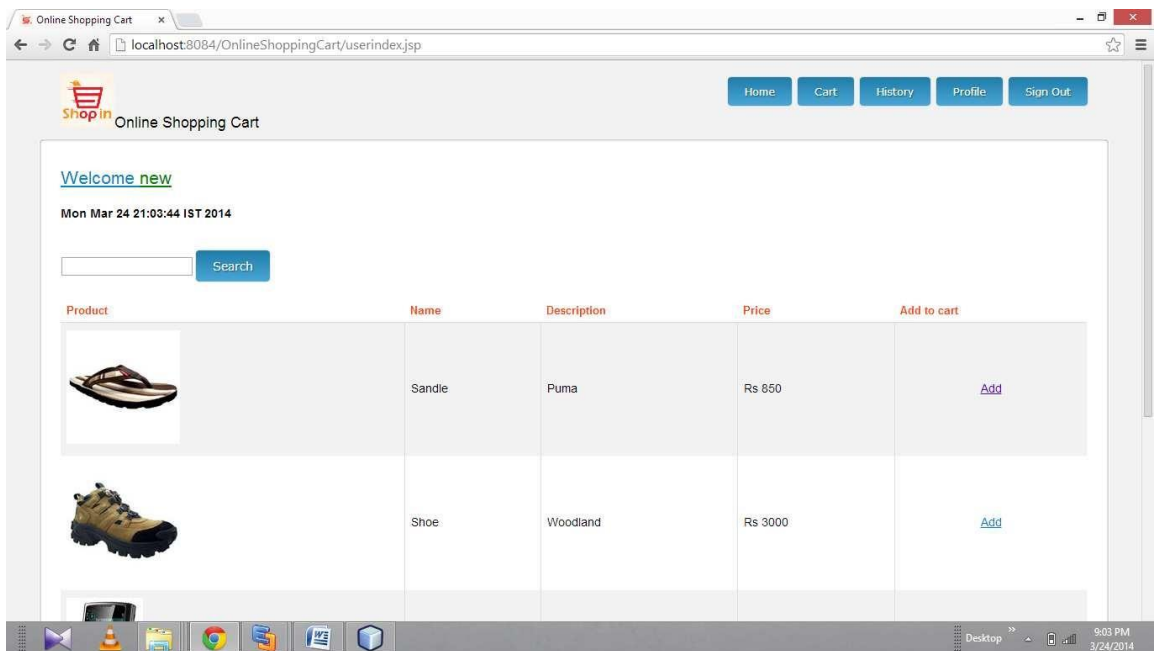 Online Shopping Cart
localhost:8084/OnlineShoppingCart/userindex.jsp
Shop in
Online Shopping Cart
Home Cart History Profile Sign Out
Welcome new
Mon Mar 24 21:03:44 IST 2014
Search
Product Name Description Price Add to cart
Sandle Puma Rs 850 Add
Shoe Woodland Rs 3000 Add
Desktop
9:03 PM
3/24/2014